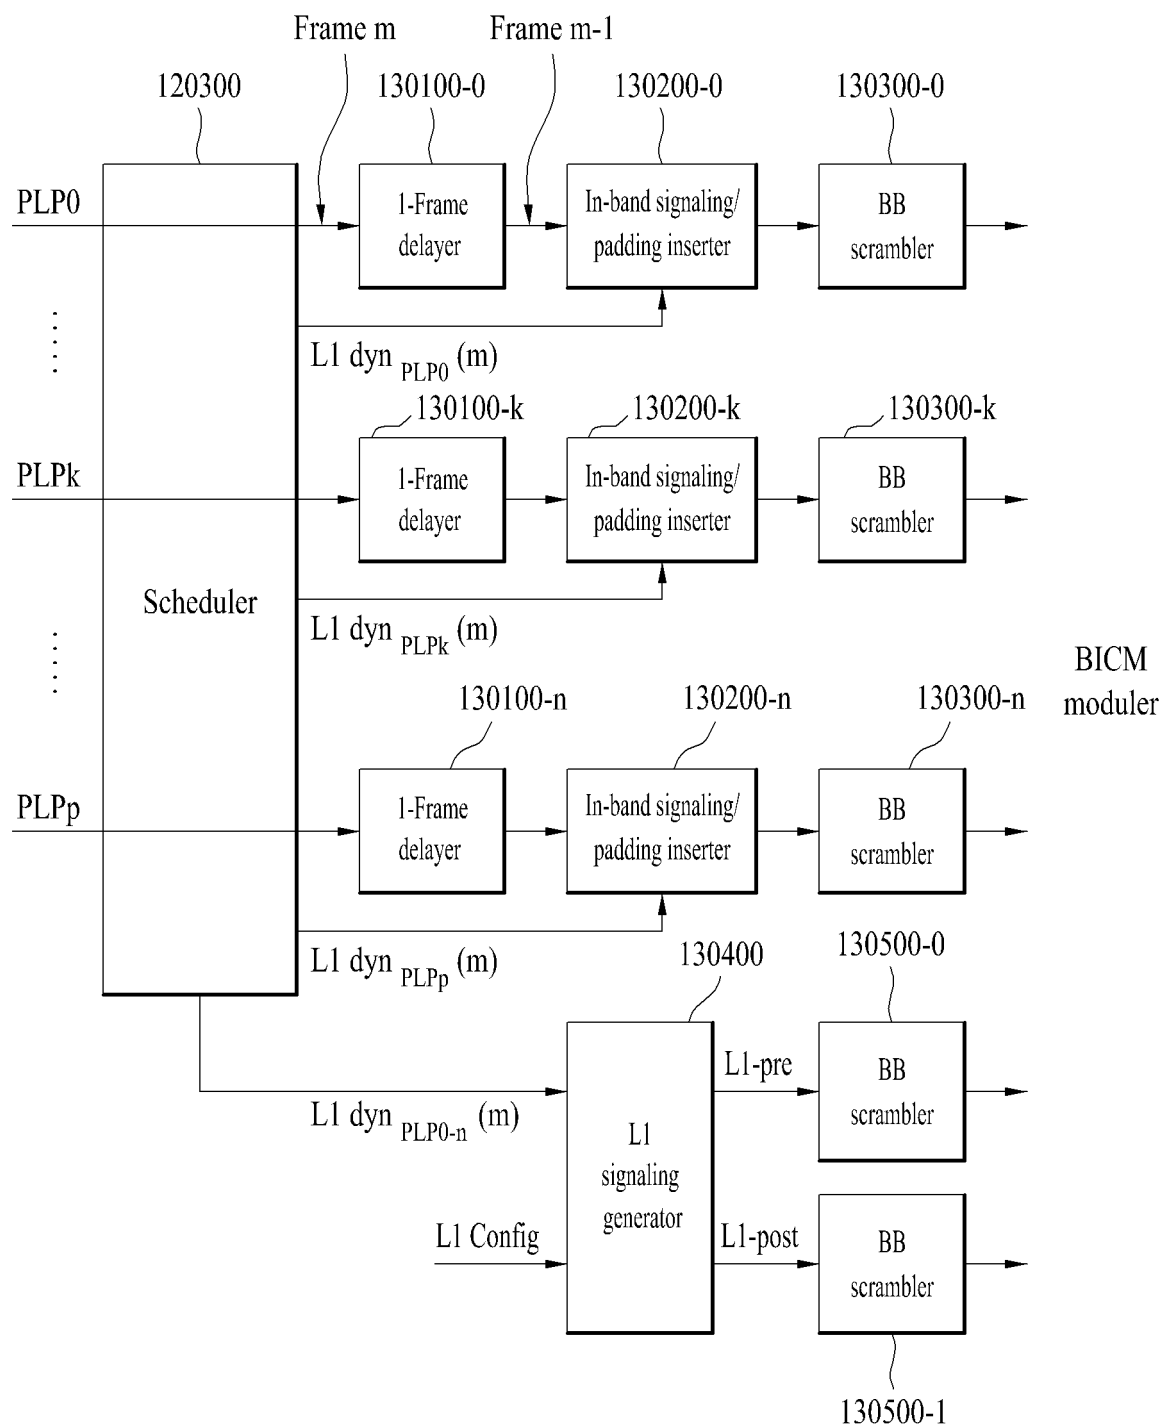 Frame m
Frame m-1
120300
130100-0
130200-0
130300-0
PLP0
1-Frame
delayer
In-band signaling/
padding inserter
BB
scrambler
L1 dyn PLP0 (m)
130100-k
130200-k
130300-k
PLPk
1-Frame
delayer
In-band signaling/
padding inserter
BB
scrambler
Scheduler
L1 dyn PLPk (m)
BICM
moduler
130100-n
130200-n
130300-n
PLPp
1-Frame
delayer
In-band signaling/
padding inserter
BB
scrambler
L1 dyn PLPp (m)
130400
130500-0
L1-pre
BB
scrambler
L1 dyn PLP0-n (m)
L1
signaling
generator
L1 Config
L1-post
BB
scrambler
130500-1